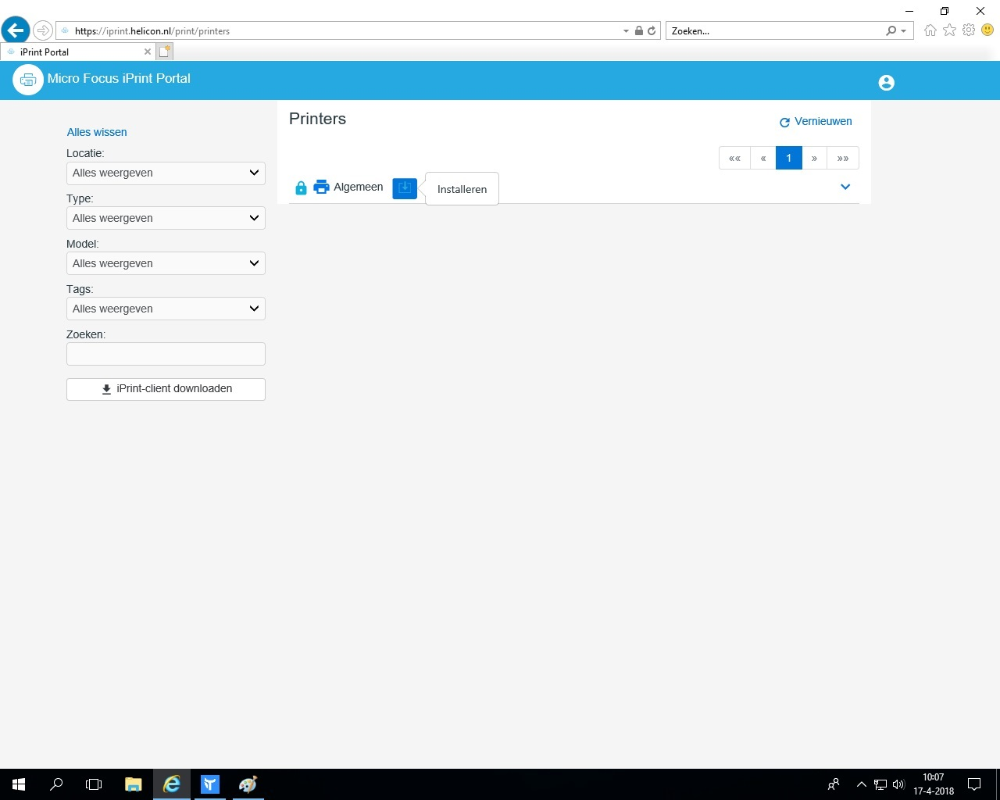 https://iprint.helicon.nl/print/printers
Zoeken...
iPrint Portal
Micro Focus iPrint Portal
Alles wissen
Locatie:
Alles weergeven
Type:
Alles weergeven
Model:
Alles weergeven
Tags:
Alles weergeven
Zoeken:
iPrint-client downloaden
Printers
Vernieuwen
«« « 1 » »»
Algemeen
Installeren
10:07
17-4-2018